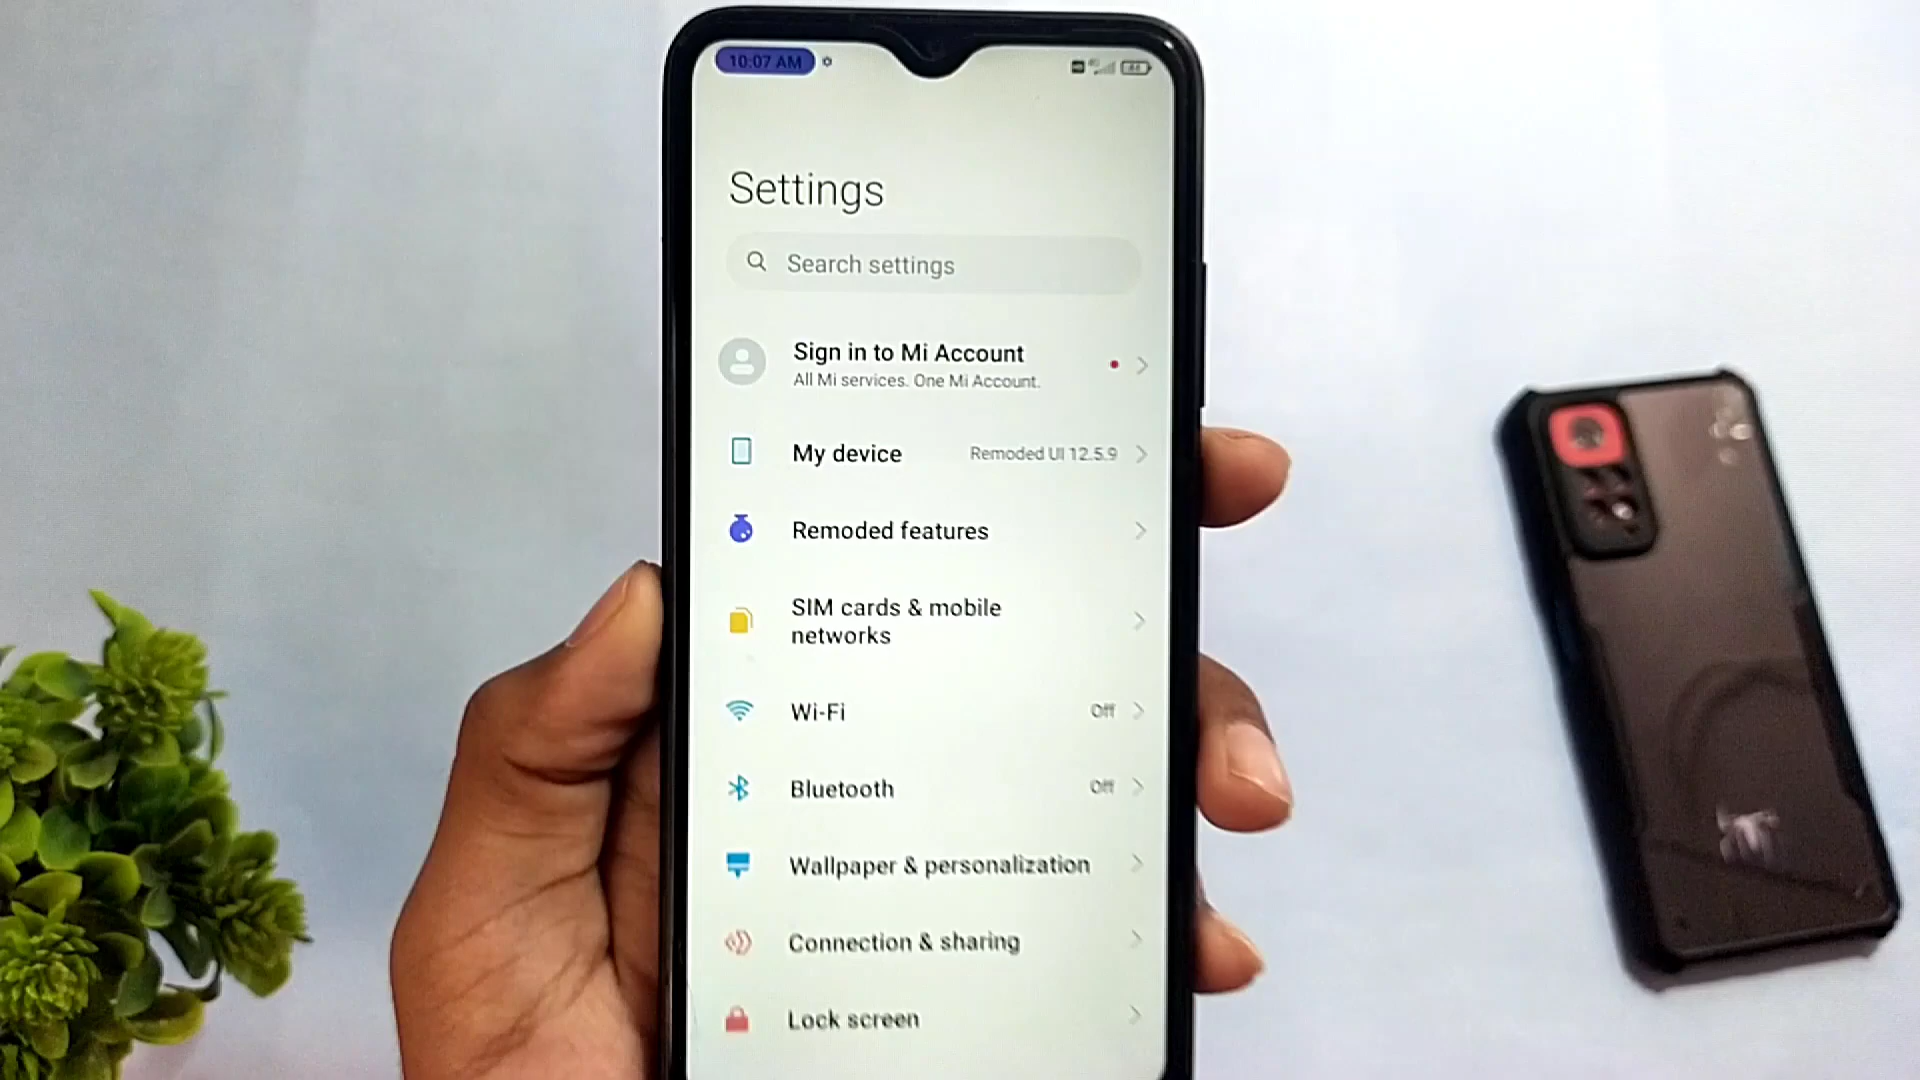 10:07 AM
Settings
Search settings
Sign in to Mi Account
All Mi services. One Mi Account.
My device
Remoded UI 12.5.9
Remoded features
SIM cards & mobile
networks
Wi-Fi
Off
Bluetooth
Off
Wallpaper & personalization
Connection & sharing
Lock screen